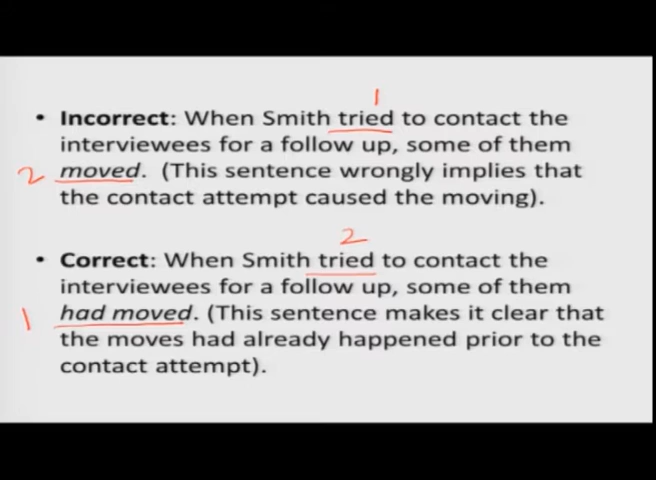 1
• Incorrect: When Smith tried to contact the
interviewees for a follow up, some of them
2 moved. (This sentence wrongly implies that
the contact attempt caused the moving).
2
• Correct: When Smith tried to contact the
interviewees for a follow up, some of them
1 had moved. (This sentence makes it clear that
the moves had already happened prior to the
contact attempt).